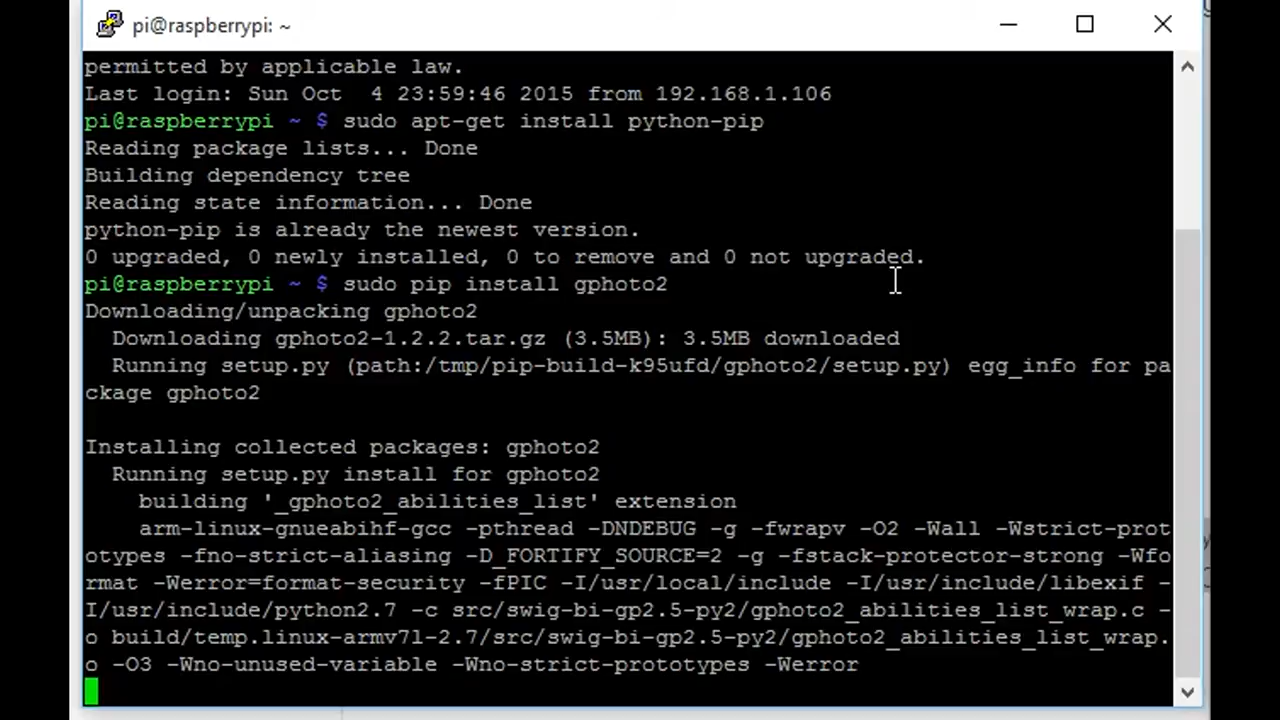 pi@raspberrypi: ~
permitted by applicable law.
Last login: Sun Oct  4 23:59:46 2015 from 192.168.1.106
pi@raspberrypi ~ $ sudo apt-get install python-pip
Reading package lists... Done
Building dependency tree
Reading state information... Done
python-pip is already the newest version.
0 upgraded, 0 newly installed, 0 to remove and 0 not upgraded.
pi@raspberrypi ~ $ sudo pip install gphoto2
Downloading/unpacking gphoto2
  Downloading gphoto2-1.2.2.tar.gz (3.5MB): 3.5MB downloaded
  Running setup.py (path:/tmp/pip-build-k95ufd/gphoto2/setup.py) egg_info for pa
ckage gphoto2
Installing collected packages: gphoto2
  Running setup.py install for gphoto2
    building '_gphoto2_abilities_list' extension
    arm-linux-gnueabihf-gcc -pthread -DNDEBUG -g -fwrapv -O2 -Wall -Wstrict-prot
otypes -fno-strict-aliasing -D_FORTIFY_SOURCE=2 -g -fstack-protector-strong -Wfo
rmat -Werror=format-security -fPIC -I/usr/local/include -I/usr/include/libexif -
I/usr/include/python2.7 -c src/swig-bi-gp2.5-py2/gphoto2_abilities_list_wrap.c -
o build/temp.linux-armv7l-2.7/src/swig-bi-gp2.5-py2/gphoto2_abilities_list_wrap.
o -O3 -Wno-unused-variable -Wno-strict-prototypes -Werror